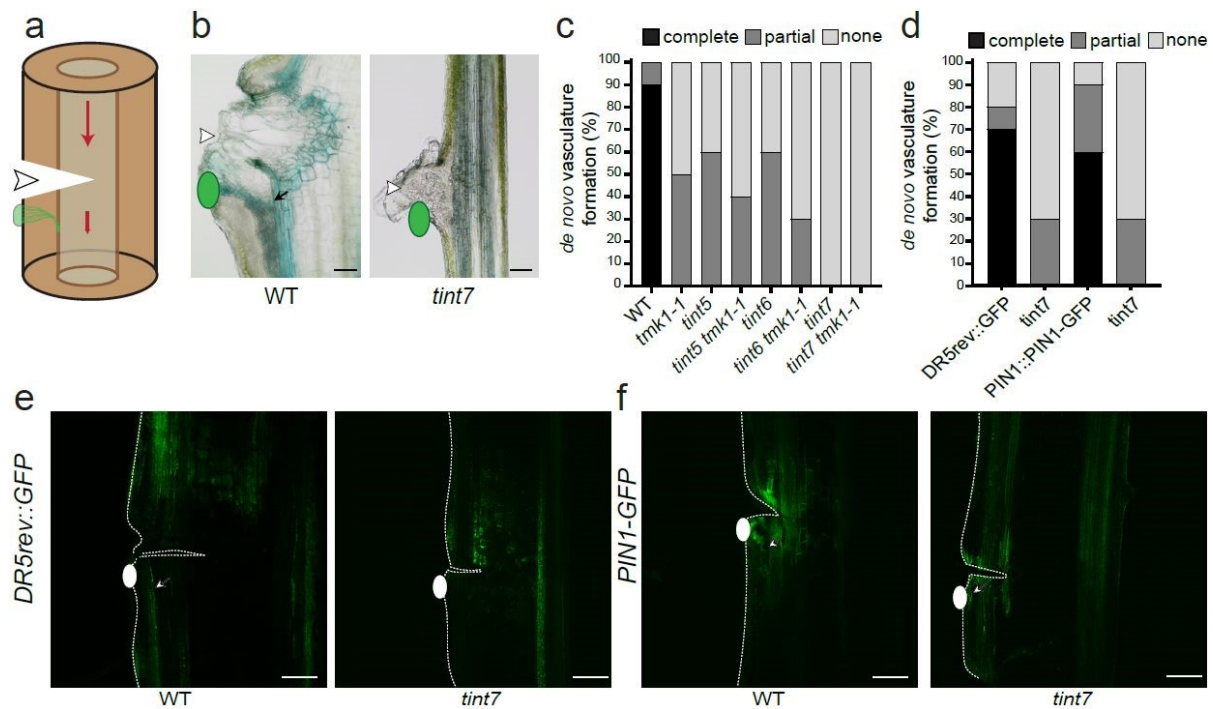 a
b
WT
tint7
c
complete partial none
de novo vasculature
formation (%)
100
90
80
70
60
50
40
30
20
10
0
WT
tmk1-1
tint5
tint5 tmk1-1
tint6
tint6 tmk1-1
tint7
tint7 tmk1-1
d
complete partial none
de novo vasculature
formation (%)
100
90
80
70
60
50
40
30
20
10
0
DR5rev::GFP
tint7
PIN1::PIN1-GFP
tint7
e
DR5rev::GFP
WT
tint7
f
PIN1-GFP
WT
tint7